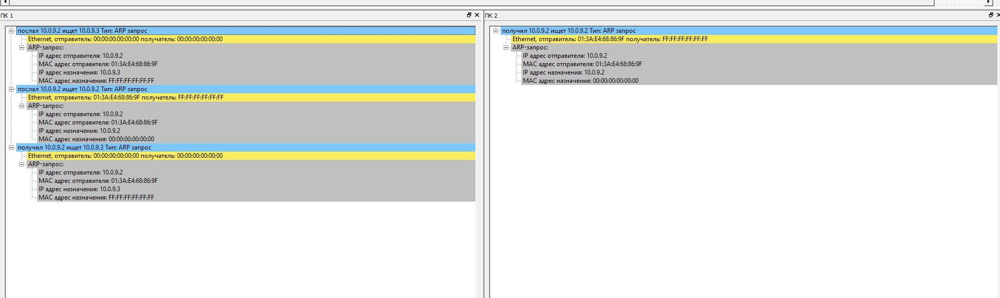 ПК 1
послал 10.0.9.2 ищет 10.0.9.3 Тип: ARP запрос
Ethernet, отправитель: 00:00:00:00:00:00 получатель: 00:00:00:00:00:00
ARP-запрос:
IP адрес отправителя: 10.0.9.2
MAC адрес отправителя: 01:3A:E4:68:86:9F
IP адрес назначения: 10.0.9.3
MAC адрес назначения: FF:FF:FF:FF:FF:FF
послал 10.0.9.2 ищет 10.0.9.2 Тип: ARP запрос
Ethernet, отправитель: 01:3A:E4:68:86:9F получатель: FF:FF:FF:FF:FF:FF
ARP-запрос:
IP адрес отправителя: 10.0.9.2
MAC адрес отправителя: 01:3A:E4:68:86:9F
IP адрес назначения: 10.0.9.2
MAC адрес назначения: 00:00:00:00:00:00
получил 10.0.9.2 ищет 10.0.9.3 Тип: ARP запрос
Ethernet, отправитель: 00:00:00:00:00:00 получатель: 00:00:00:00:00:00
ARP-запрос:
IP адрес отправителя: 10.0.9.2
MAC адрес отправителя: 01:3A:E4:68:86:9F
IP адрес назначения: 10.0.9.3
MAC адрес назначения: FF:FF:FF:FF:FF:FF
ПК 2
получил 10.0.9.2 ищет 10.0.9.2 Тип: ARP запрос
Ethernet, отправитель: 01:3A:E4:68:86:9F получатель: FF:FF:FF:FF:FF:FF
ARP-запрос:
IP адрес отправителя: 10.0.9.2
MAC адрес отправителя: 01:3A:E4:68:86:9F
IP адрес назначения: 10.0.9.2
MAC адрес назначения: 00:00:00:00:00:00